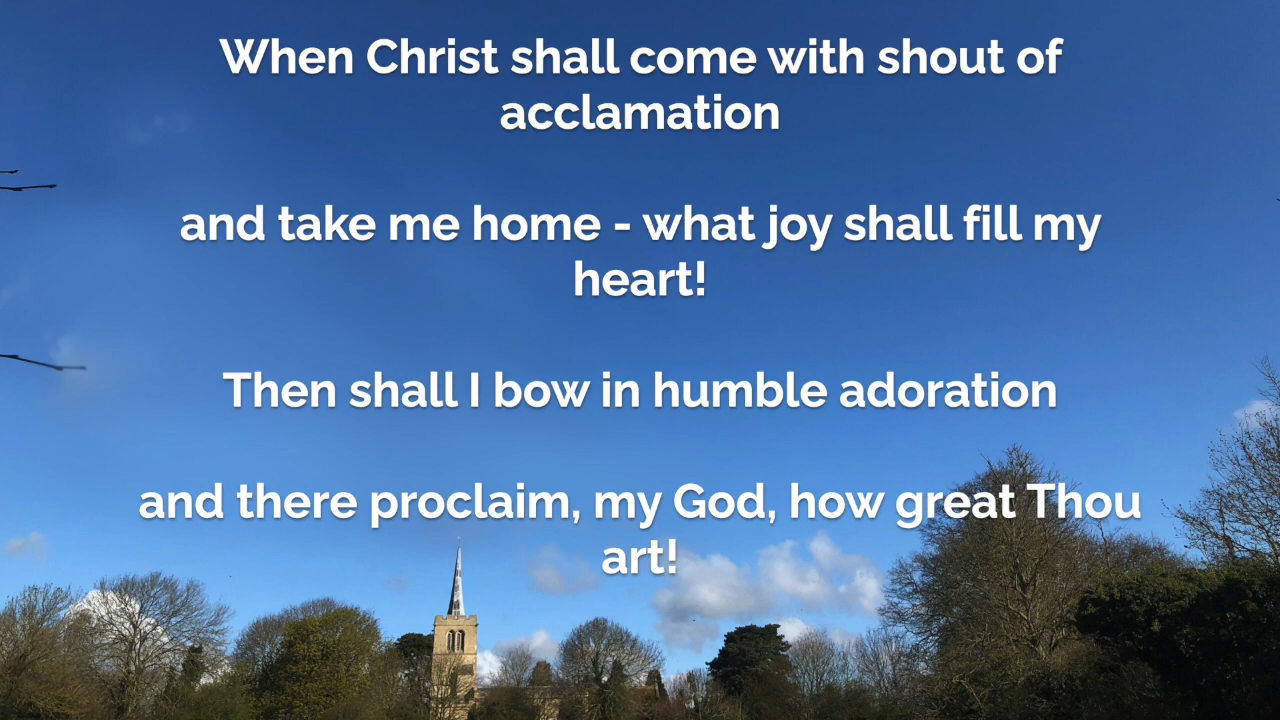 When Christ shall come with shout of
acclamation
and take me home - what joy shall fill my
heart!
Then shall I bow in humble adoration
and there proclaim, my God, how great Thou
art!